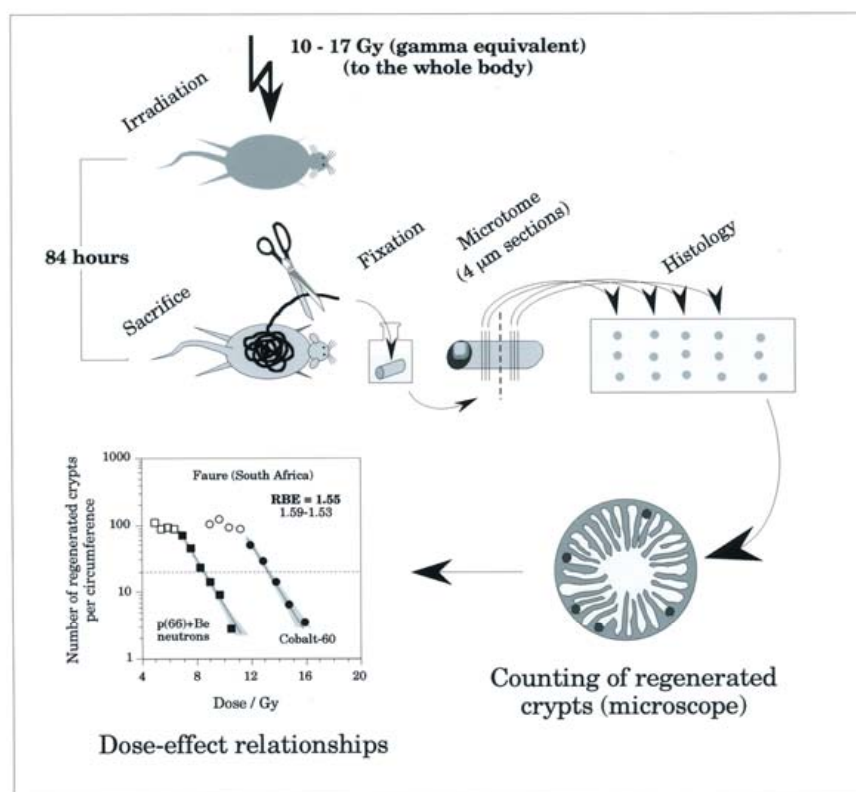 10 - 17 Gy (gamma equivalent)
(to the whole body)
Irradiation
84 hours
Sacrifice
Fixation
Microtome
(4 μm sections)
Histology
Number of regenerated crypts
per circumference
1000
100
10
1
Faure (South Africa)
RBE = 1.55
1.59-1.53
p(66)+Be
neutrons
Cobalt-60
4 8 12 16 20
Dose / Gy
Dose-effect relationships
Counting of regenerated
crypts (microscope)